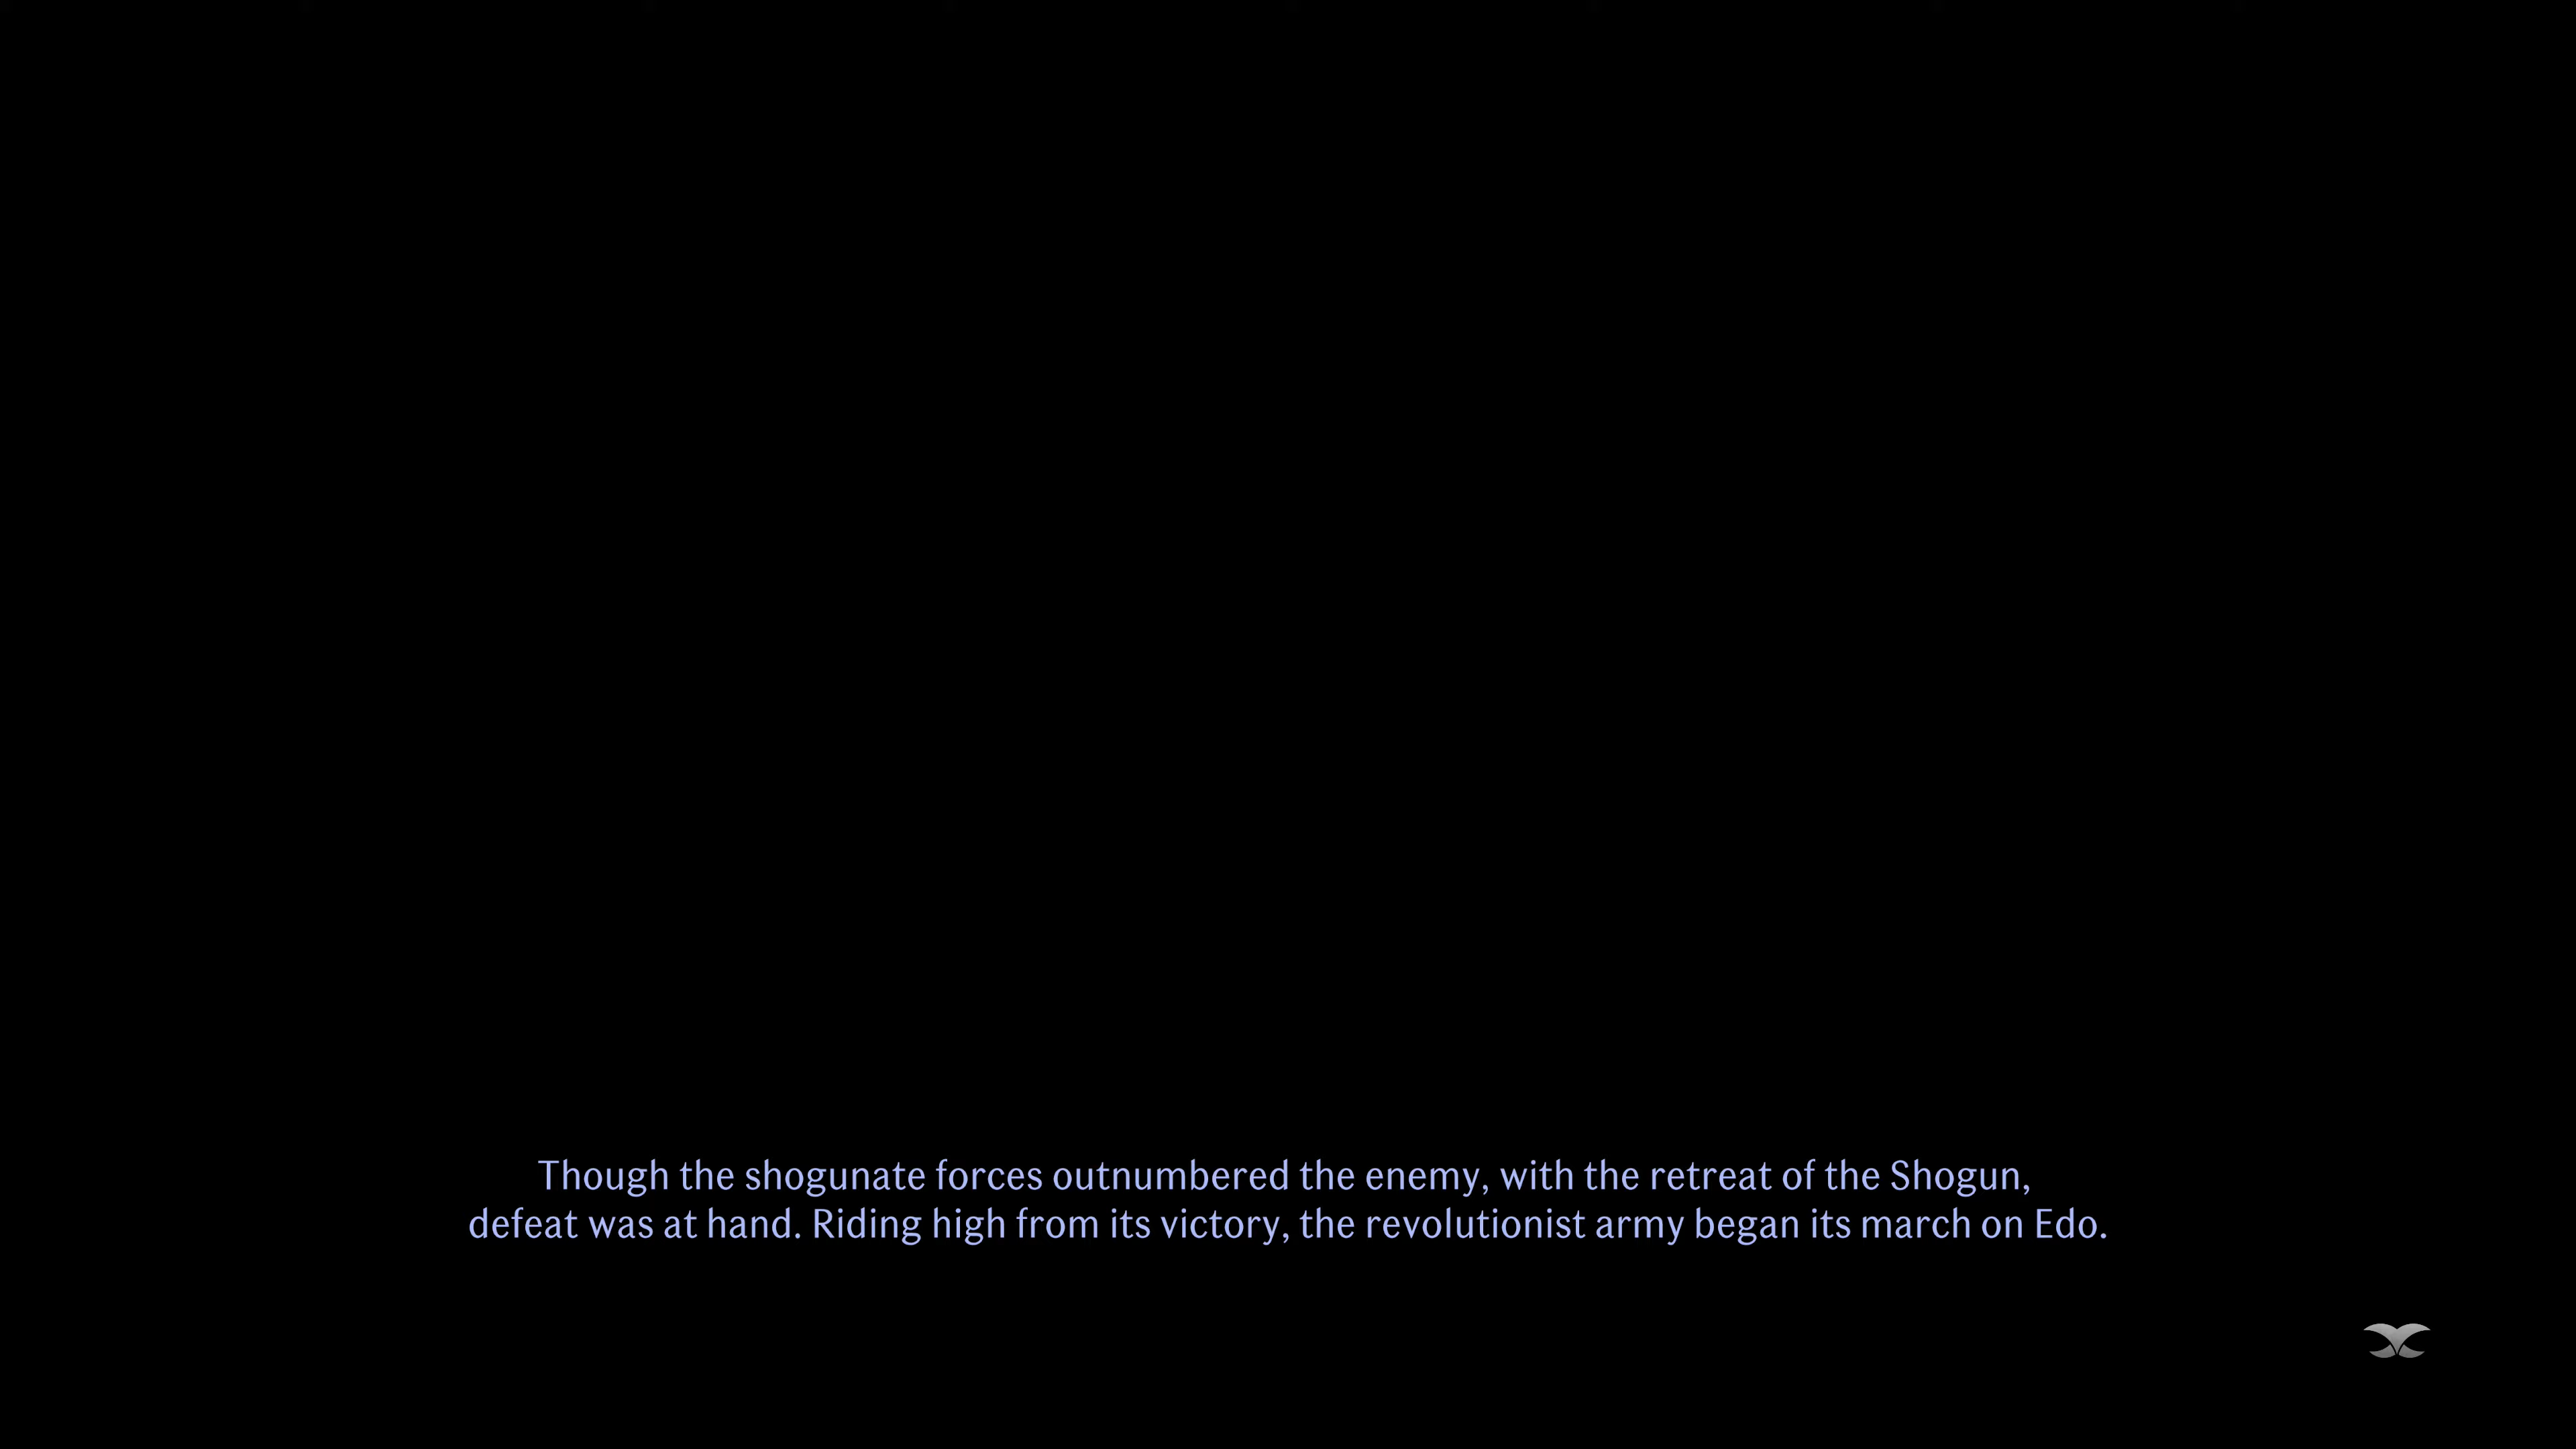 Though the shogunate forces outnumbered the enemy, with the retreat of the Shogun,
defeat was at hand. Riding high from its victory, the revolutionist army began its march on Edo.